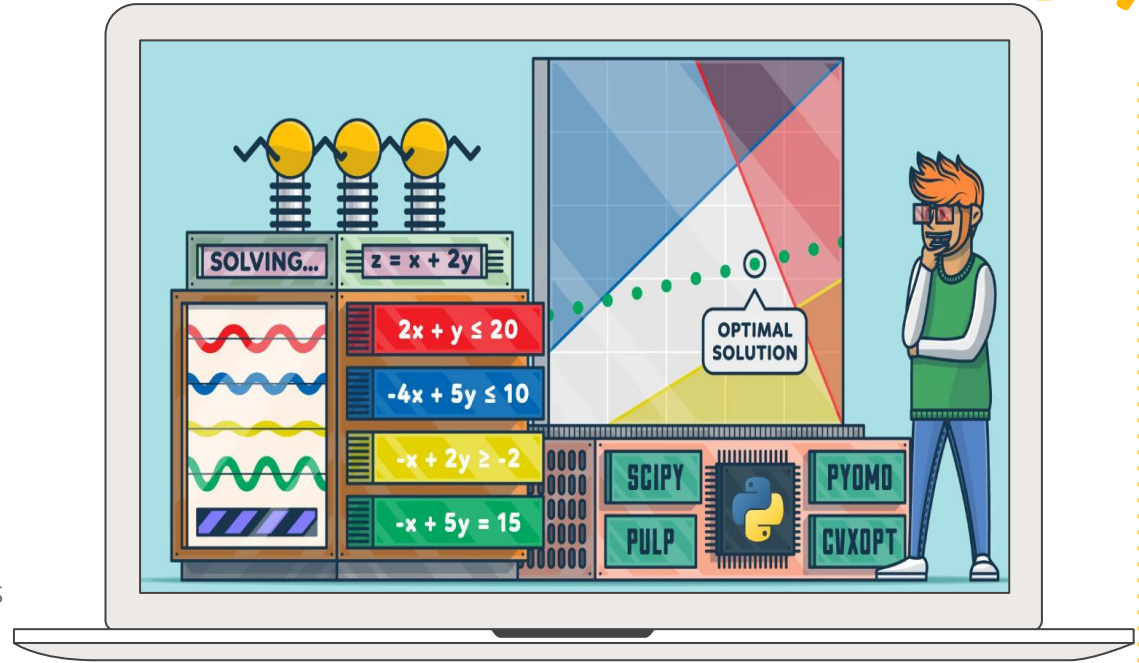 SOLVING...
z = x + 2y
2x + y ≤ 20
-4x + 5y ≤ 10
-x + 2y ≥ -2
-x + 5y = 15
OPTIMAL
SOLUTION
SCIPY
PYOMO
PULP
CVXOPT
s